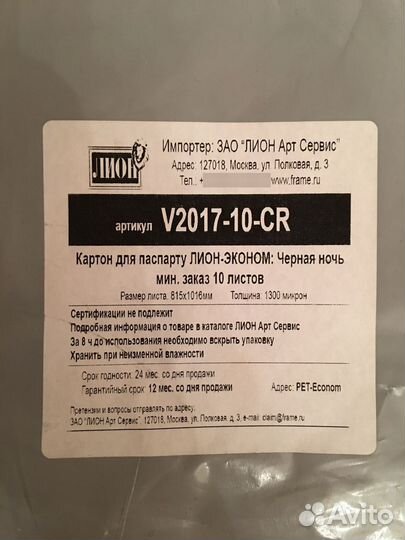 ЛИОН
Импортер: ЗАО "ЛИОН Арт Сервис"
Адрес: 127018, Москва, ул. Полковая, д. 3
Тел.: + www.frame.ru
артикул V2017-10-CR
Картон для паспарту ЛИОН-ЭКОНОМ: Черная ночь
мин. заказ 10 листов
Размер листа: 815х1016мм Толщина: 1300 микрон
Сертификации не подлежит
Подробная информация о товаре в каталоге ЛИОН Арт Сервис
За 8 ч до использования необходимо вскрыть упаковку
Хранить при неизменной влажности
Срок годности: 24 мес. со дня продажи
Гарантийный срок: 12 мес. со дня продажи Адрес: PET-Econom
Претензии и вопросы отправлять по адресу:
ЗАО "ЛИОН Арт Сервис", 127018, Москва, ул. Полковая, д. 3, e-mail: claim@frame.ru
Avito